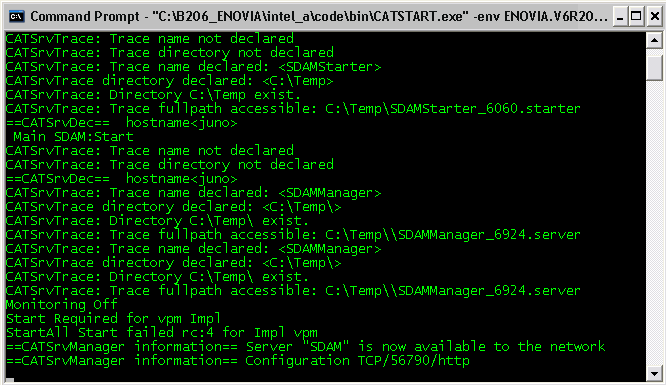 Command Prompt - "C:\B206_ENOVIA\intel_a\code\bin\CATSTART.exe" -env ENOVIA.V6R20...
CATSrvTrace: Trace name not declared
CATSrvTrace: Trace directory not declared
CATSrvTrace: Trace name declared: <SDAMStarter>
CATSrvTrace: Trace directory declared: <C:\Temp>
CATSrvTrace: Directory C:\Temp exist.
CATSrvTrace: Trace fullpath accessible: C:\Temp\SDAMStarter_6060.starter
==CATSrvDec==  hostname<juno>
 Main SDAM:Start
CATSrvTrace: Trace name not declared
CATSrvTrace: Trace directory not declared
==CATSrvDec==  hostname<juno>
CATSrvTrace: Trace name declared: <SDAMManager>
CATSrvTrace: Trace directory declared: <C:\Temp\>
CATSrvTrace: Directory C:\Temp\ exist.
CATSrvTrace: Trace fullpath accessible: C:\Temp\\SDAMManager_6924.server
CATSrvTrace: Trace name declared: <SDAMManager>
CATSrvTrace: Trace directory declared: <C:\Temp\>
CATSrvTrace: Directory C:\Temp\ exist.
CATSrvTrace: Trace fullpath accessible: C:\Temp\\SDAMManager_6924.server
Monitoring Off
Start Required for vpm Impl
StartAll Start failed rc:4 for Impl vpm
==CATSrvManager information== Server "SDAM" is now available to the network
==CATSrvManager information== Configuration TCP/56790/http